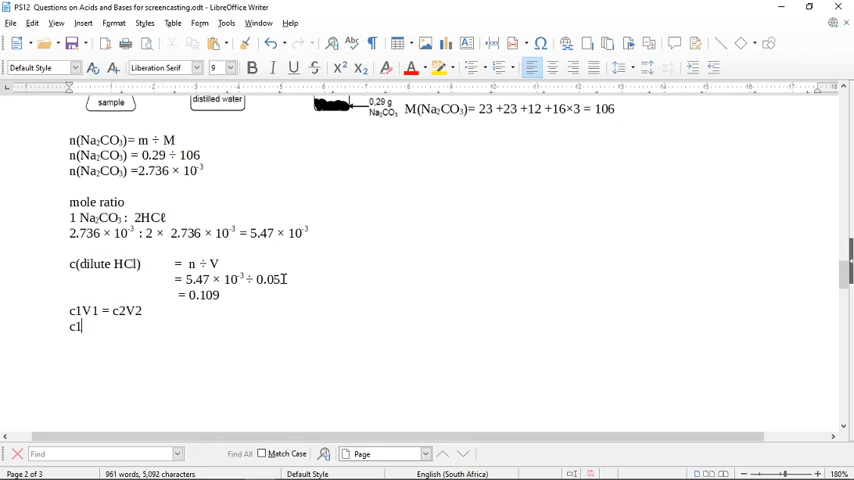 PS12 Questions on Acids and Bases for screencasting.odt - LibreOffice Writer
File Edit View Insert Format Styles Table Form Tools Window Help
Default Style Liberation Serif 9
sample
distilled water
0,29 g
Na₂CO₃
M(Na₂CO₃)= 23 +23 +12 +16×3 = 106
n(Na₂CO₃)= m ÷ M
n(Na₂CO₃) = 0.29 ÷ 106
n(Na₂CO₃) =2.736 × 10⁻³
mole ratio
1 Na₂CO₃ : 2HCℓ
2.736 × 10⁻³ : 2 × 2.736 × 10⁻³ = 5.47 × 10⁻³
c(dilute HCl) = n ÷ V
= 5.47 × 10⁻³ ÷ 0.05
= 0.109
c1V1 = c2V2
c1
Find Find All Match Case Page
Page 2 of 3 961 words, 5,092 characters Default Style English (South Africa) 180%